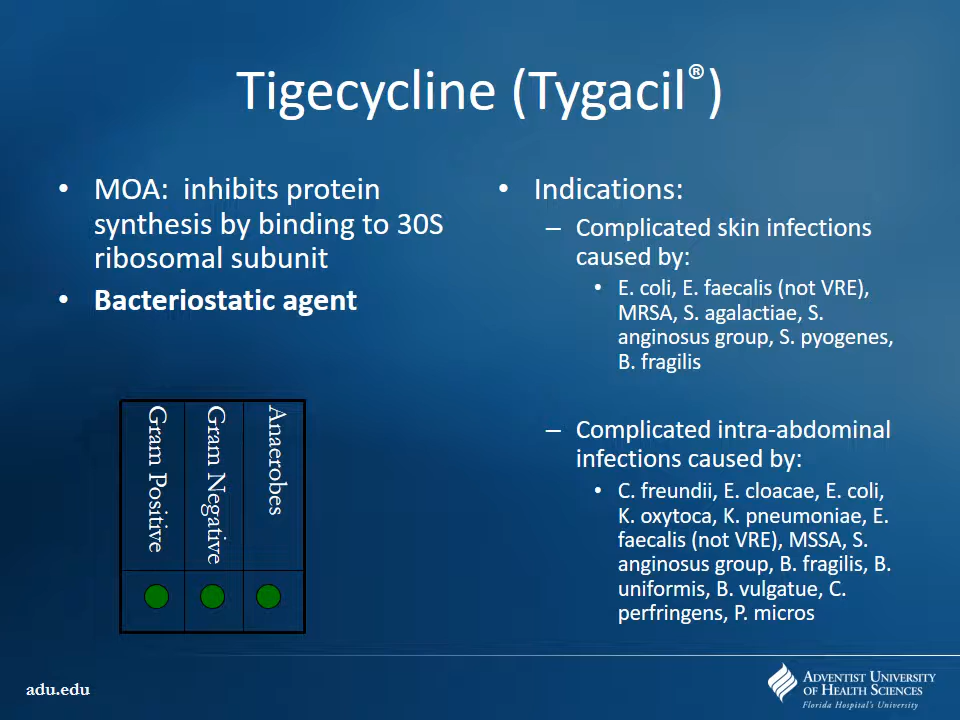 Tigecycline (Tygacil®)
• MOA:  inhibits protein
synthesis by binding to 30S
ribosomal subunit
• Bacteriostatic agent
Gram Positive
Gram Negative
Anaerobes
• Indications:
– Complicated skin infections
caused by:
• E. coli, E. faecalis (not VRE),
MRSA, S. agalactiae, S.
anginosus group, S. pyogenes,
B. fragilis
– Complicated intra-abdominal
infections caused by:
• C. freundii, E. cloacae, E. coli,
K. oxytoca, K. pneumoniae, E.
faecalis (not VRE), MSSA, S.
anginosus group, B. fragilis, B.
uniformis, B. vulgatue, C.
perfringens, P. micros
adu.edu
ADVENTIST UNIVERSITY
OF HEALTH SCIENCES
Florida Hospital's University